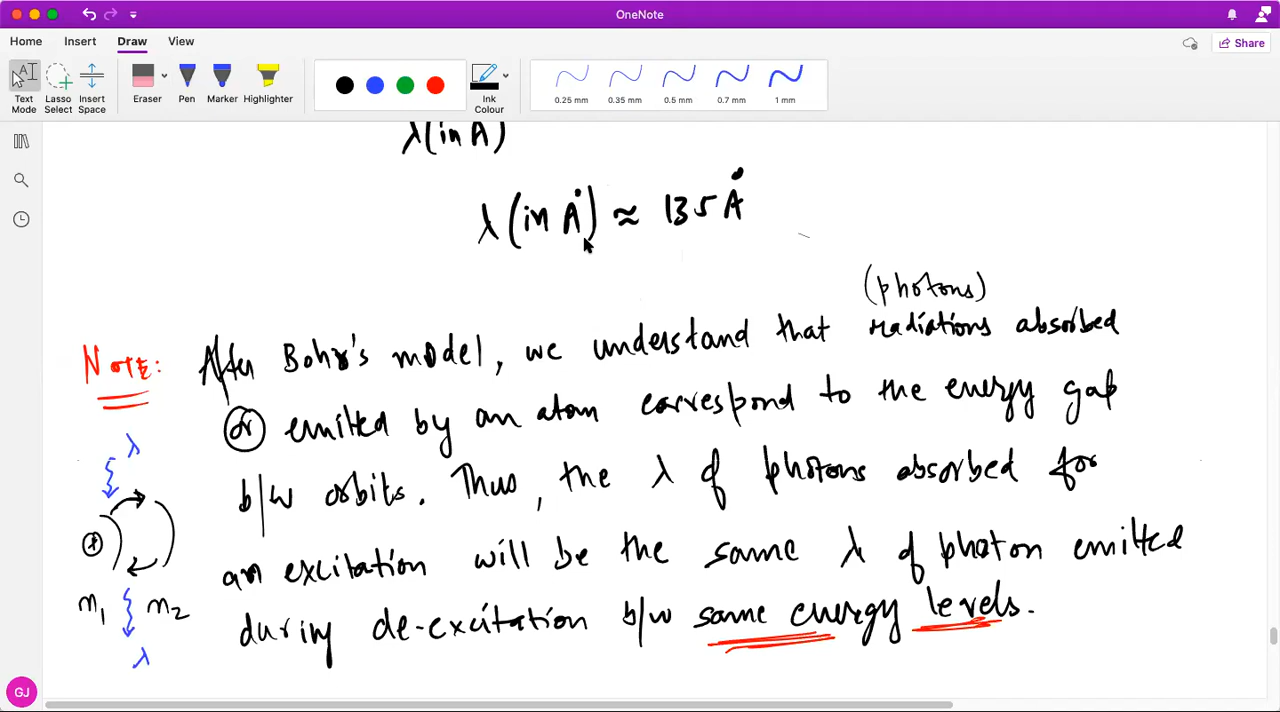 OneNote
Home Insert Draw View
Share
Text Mode
Lasso Select
Insert Space
Eraser
Pen
Marker
Highlighter
Ink Colour
0.25 mm
0.35 mm
0.5 mm
0.7 mm
1 mm
λ(in A)
λ (in Å) ≈ 135 Å
(photons)
Note: After Bohr's model, we understand that radiations absorbed
or emitted by an atom correspond to the energy gap
b/w orbits. Thus, the λ of photons absorbed for
an excitation will be the same λ of photon emitted
during de-excitation b/w same energy levels.
λ
+
n1 n2
λ
GJ